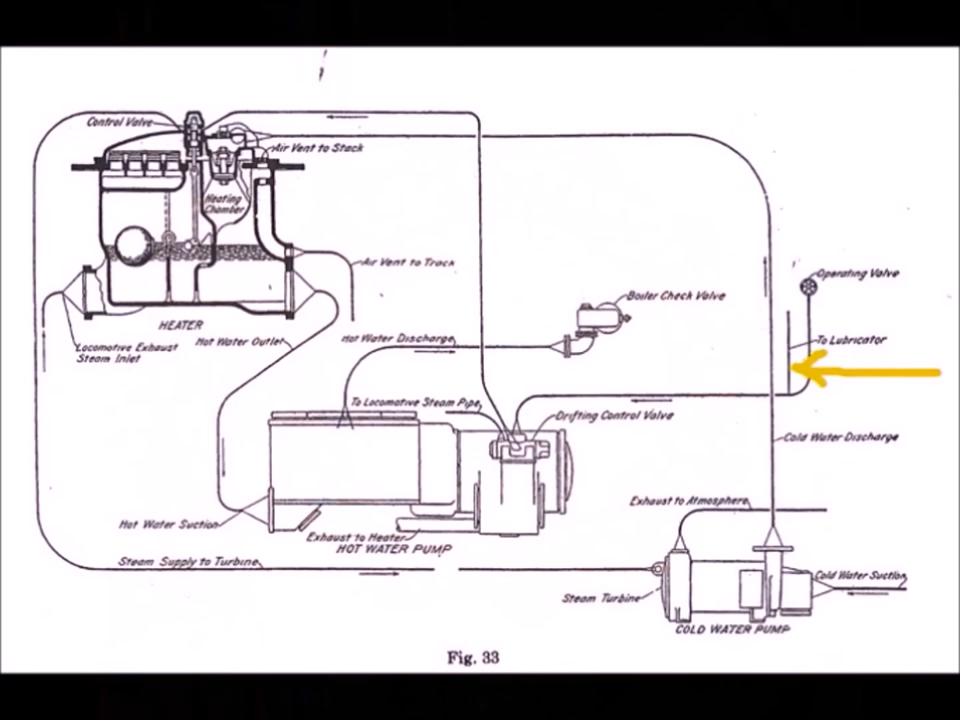 Control Valve
Air Vent to Stack
Heating
Chamber
Air Vent to Track
Operating Valve
Boiler Check Valve
HEATER
Hot Water Outlet
Hot Water Discharge
To Lubricator
Locomotive Exhaust
Steam Inlet
To Locomotive Steam Pipe
Drifting Control Valve
Cold Water Discharge
Exhaust to Atmosphere
Hot Water Suction
Exhaust to Heater
HOT WATER PUMP
Steam Supply to Turbine
Cold Water Suction
Steam Turbine
COLD WATER PUMP
Fig. 33